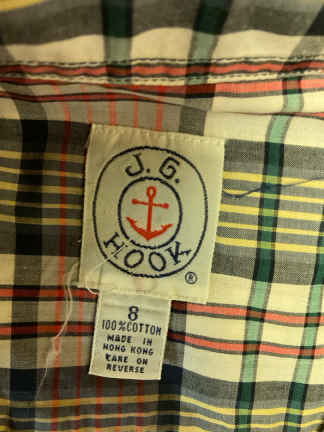 J.G.
HOOK
®
8
100% COTTON
MADE IN
HONG KONG
CARE ON
REVERSE